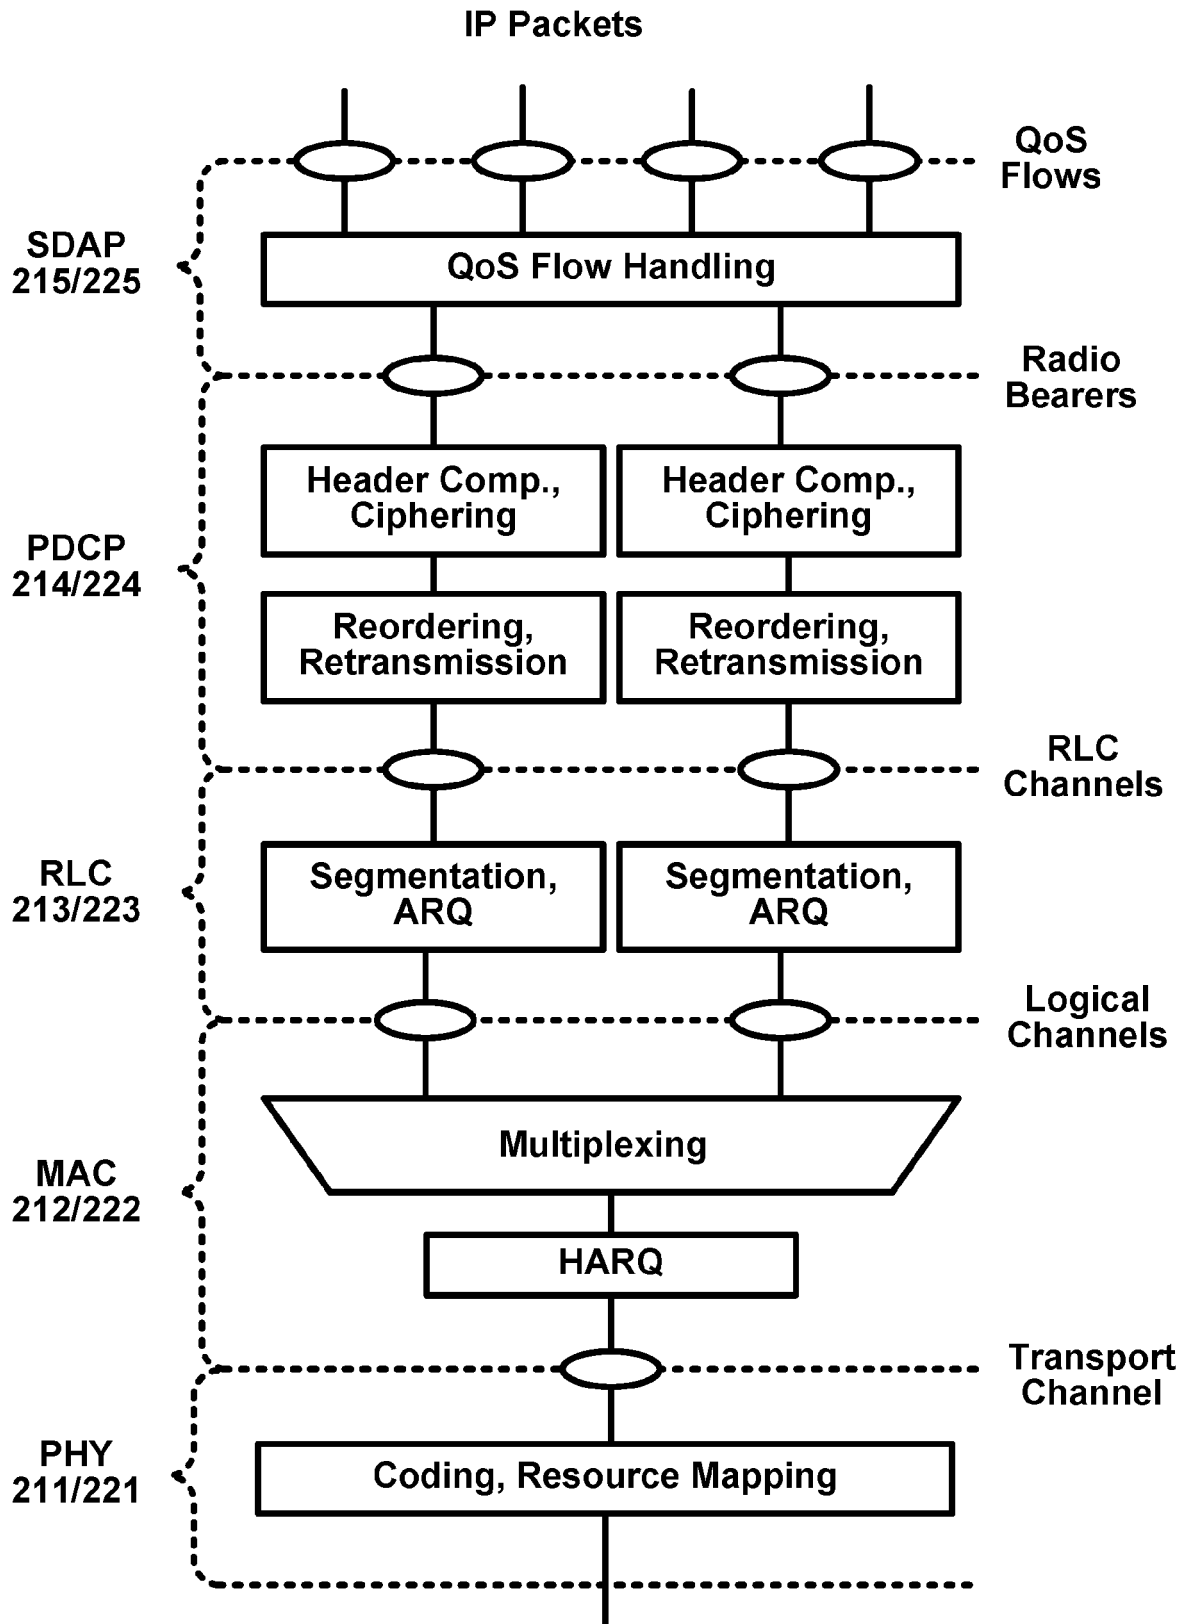 IP Packets
QoS
Flows
SDAP
215/225
QoS Flow Handling
Radio
Bearers
Header Comp.,
Ciphering
Header Comp.,
Ciphering
PDCP
214/224
Reordering,
Retransmission
Reordering,
Retransmission
RLC
Channels
RLC
213/223
Segmentation,
ARQ
Segmentation,
ARQ
Logical
Channels
Multiplexing
MAC
212/222
HARQ
Transport
Channel
PHY
211/221
Coding, Resource Mapping